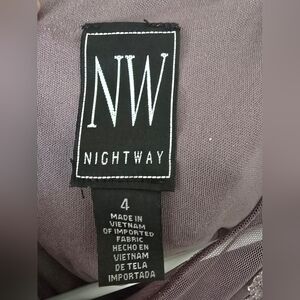 NW
NIGHTWAY
4
MADE IN
VIETNAM
OF IMPORTED
FABRIC
HECHO EN
VIETNAM
DE TELA
IMPORTADA